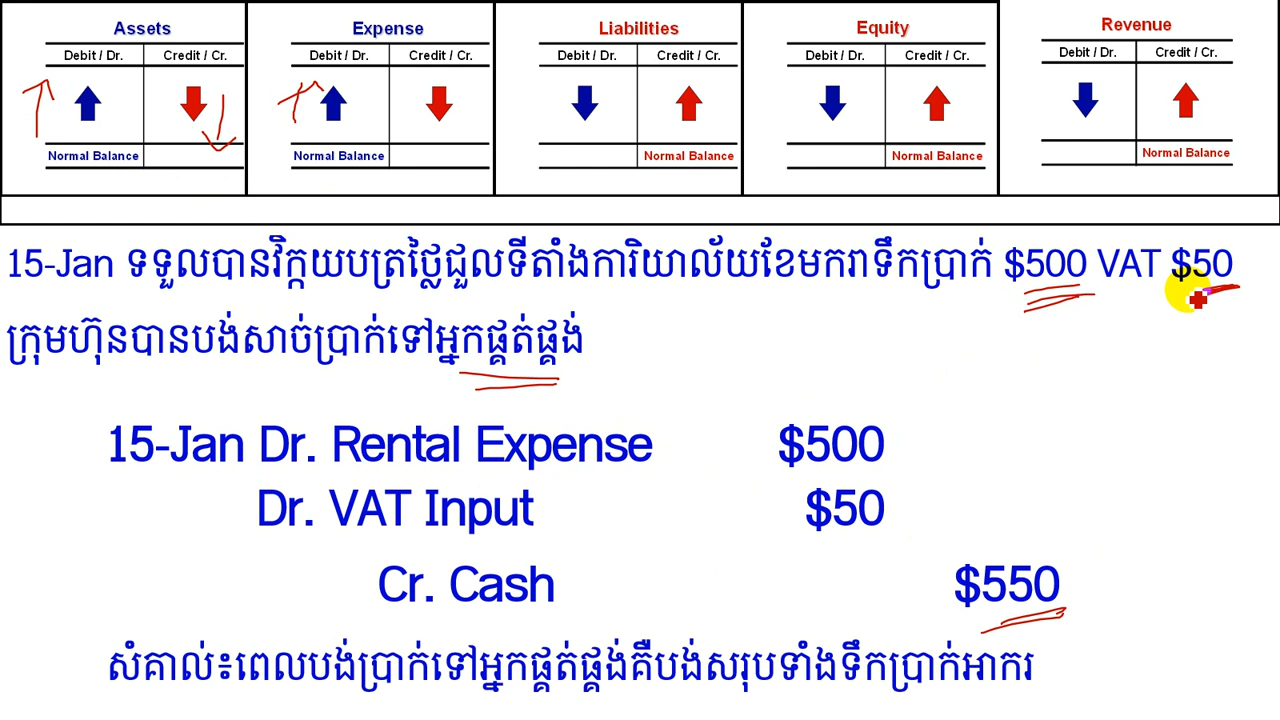 Assets Expense Liabilities Equity Revenue
Debit / Dr. Credit / Cr. Debit / Dr. Credit / Cr. Debit / Dr. Credit / Cr. Debit / Dr. Credit / Cr. Debit / Dr. Credit / Cr.
Normal Balance Normal Balance Normal Balance Normal Balance Normal Balance
15-Jan ទទួលបានវិក្កយបត្រថ្លៃជួលទីតាំងការិយាល័យខែមករាទឹកប្រាក់ $500 VAT $50
ក្រុមហ៊ុនបានបង់សាច់ប្រាក់ទៅអ្នកផ្គត់ផ្គង់
15-Jan Dr. Rental Expense $500
Dr. VAT Input $50
Cr. Cash $550
សំគាល់៖ពេលបង់ប្រាក់ទៅអ្នកផ្គត់ផ្គង់គឺបង់សរុបទាំងទឹកប្រាក់អាករ